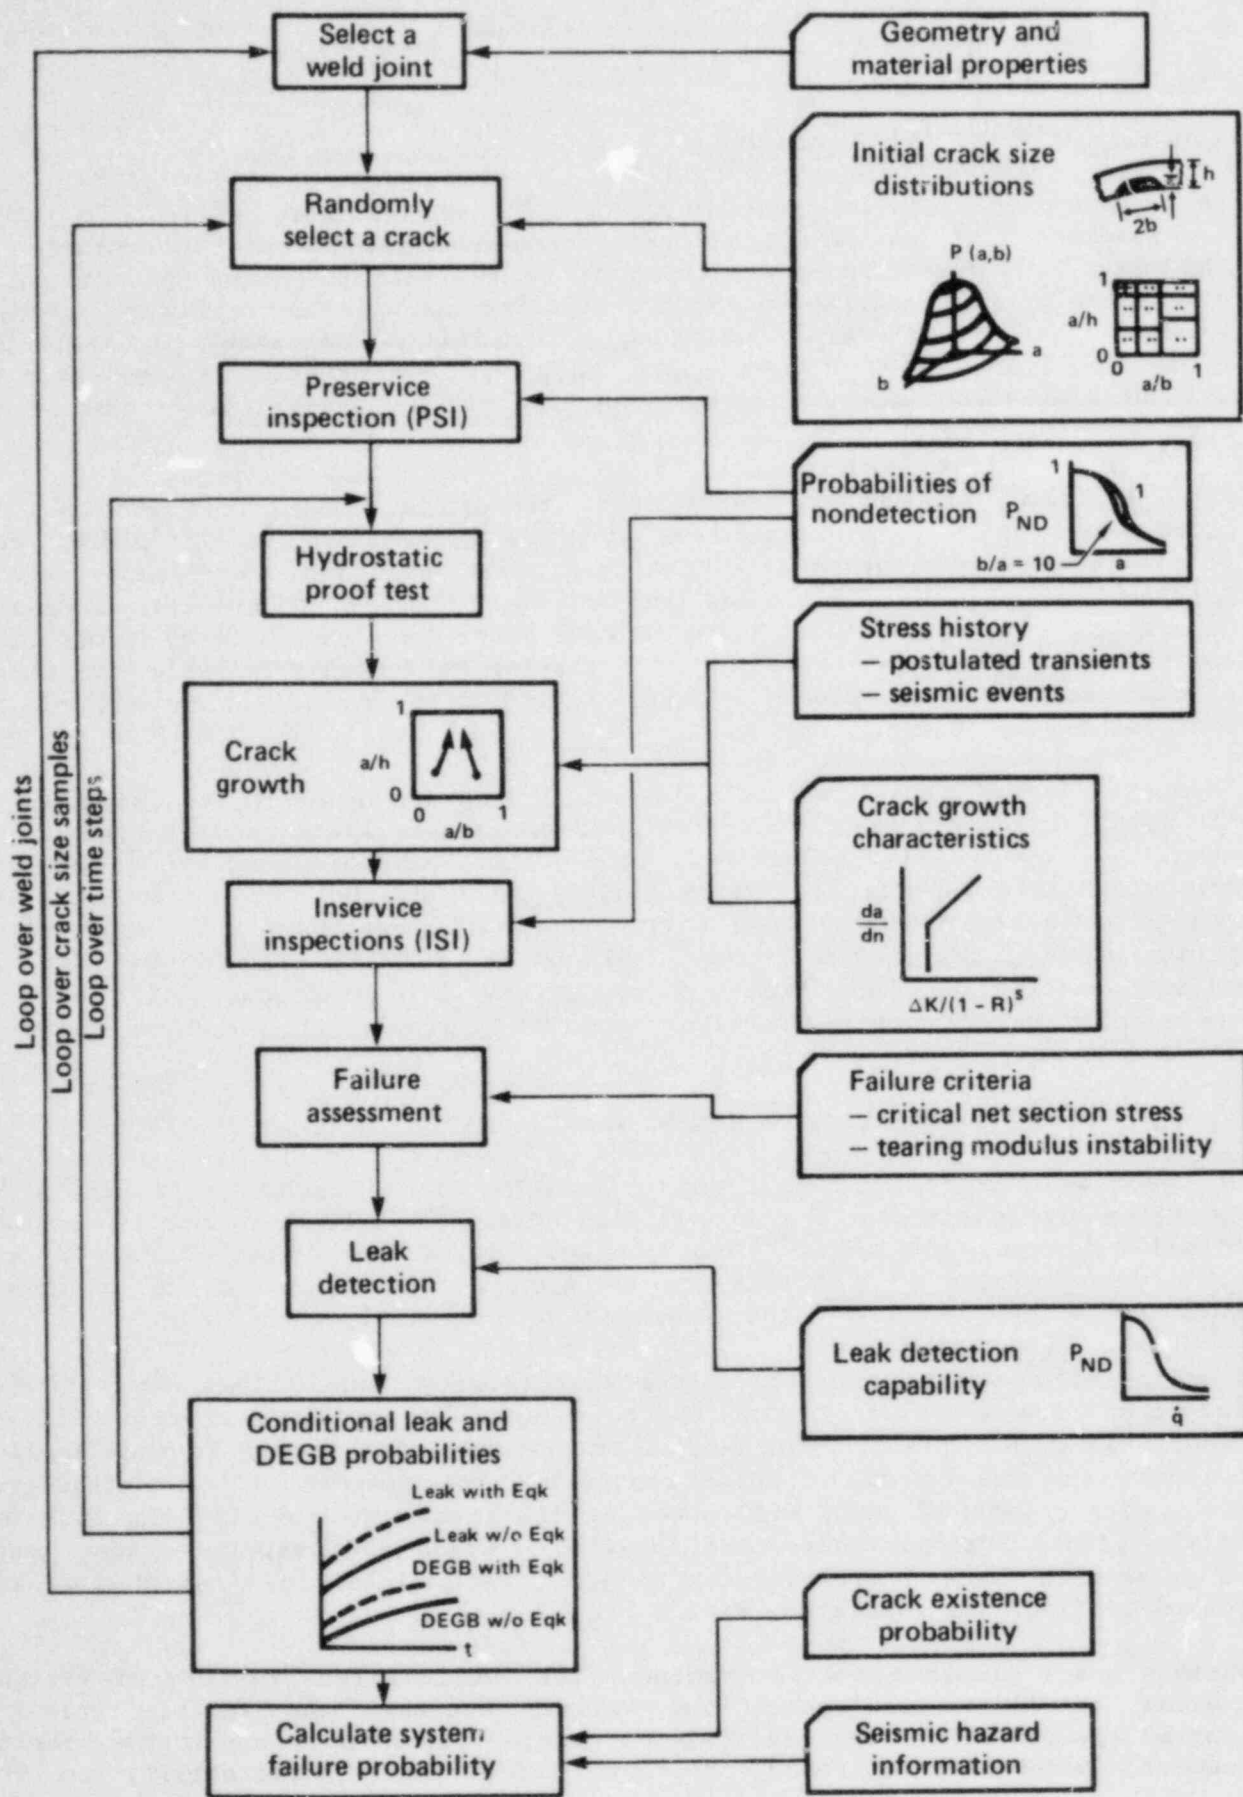 Select a
weld joint
Geometry and
material properties
Initial crack size
distributions
h
2b
P (a,b)
a
b
1
a/h
0
0
1
a/b
Randomly
select a crack
Preservice
inspection (PSI)
Probabilities of
nondetection
1
PND
1
b/a = 10
a
Hydrostatic
proof test
Stress history
— postulated transients
— seismic events
Crack
growth
1
a/h
0
0
1
a/b
Crack growth
characteristics
da
dn
ΔK/(1 - R)^s
Inservice
inspections (ISI)
Failure
assessment
Failure criteria
— critical net section stress
— tearing modulus instability
Leak
detection
Leak detection
capability
PND
q̇
Conditional leak and
DEGB probabilities
Leak with Eqk
Leak w/o Eqk
DEGB with Eqk
DEGB w/o Eqk
t
Crack existence
probability
Calculate system
failure probability
Seismic hazard
information
Loop over weld joints
Loop over crack size samples
Loop over time steps